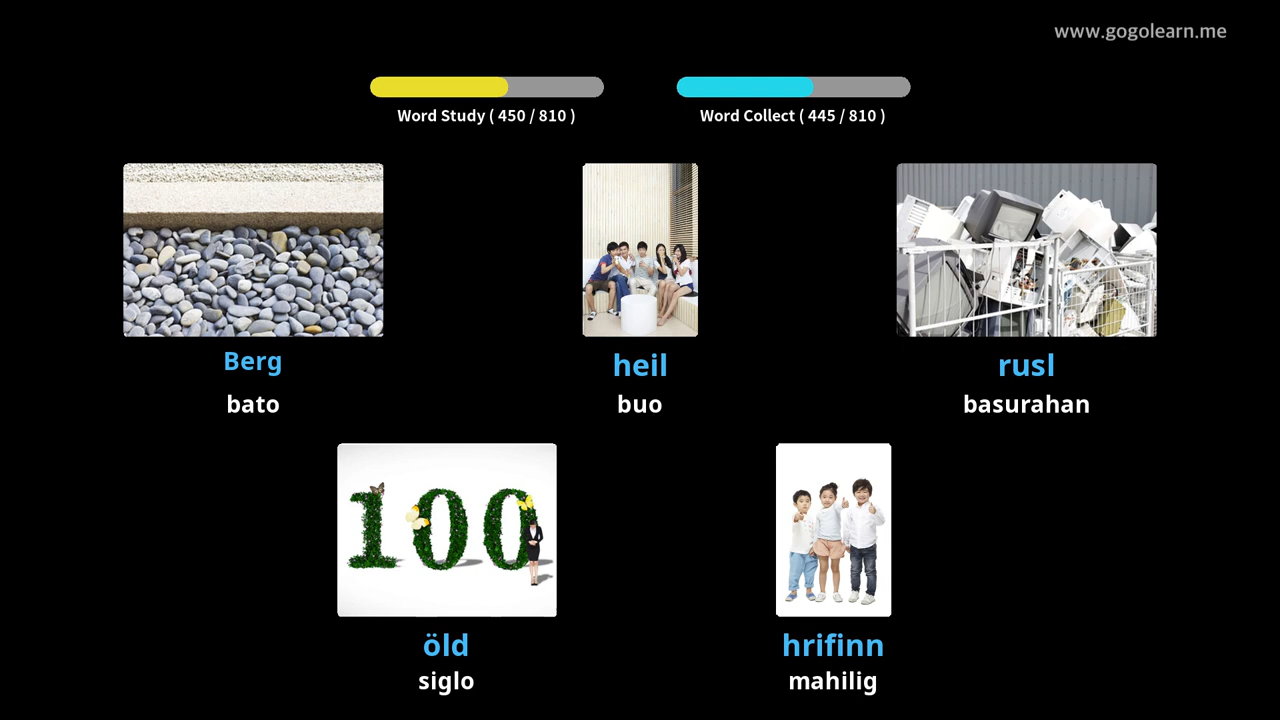 www.gogolearn.me
Word Study ( 450 / 810 )
Word Collect ( 445 / 810 )
Berg
bato
heil
buo
rusl
basurahan
100
öld
siglo
hrifinn
mahilig